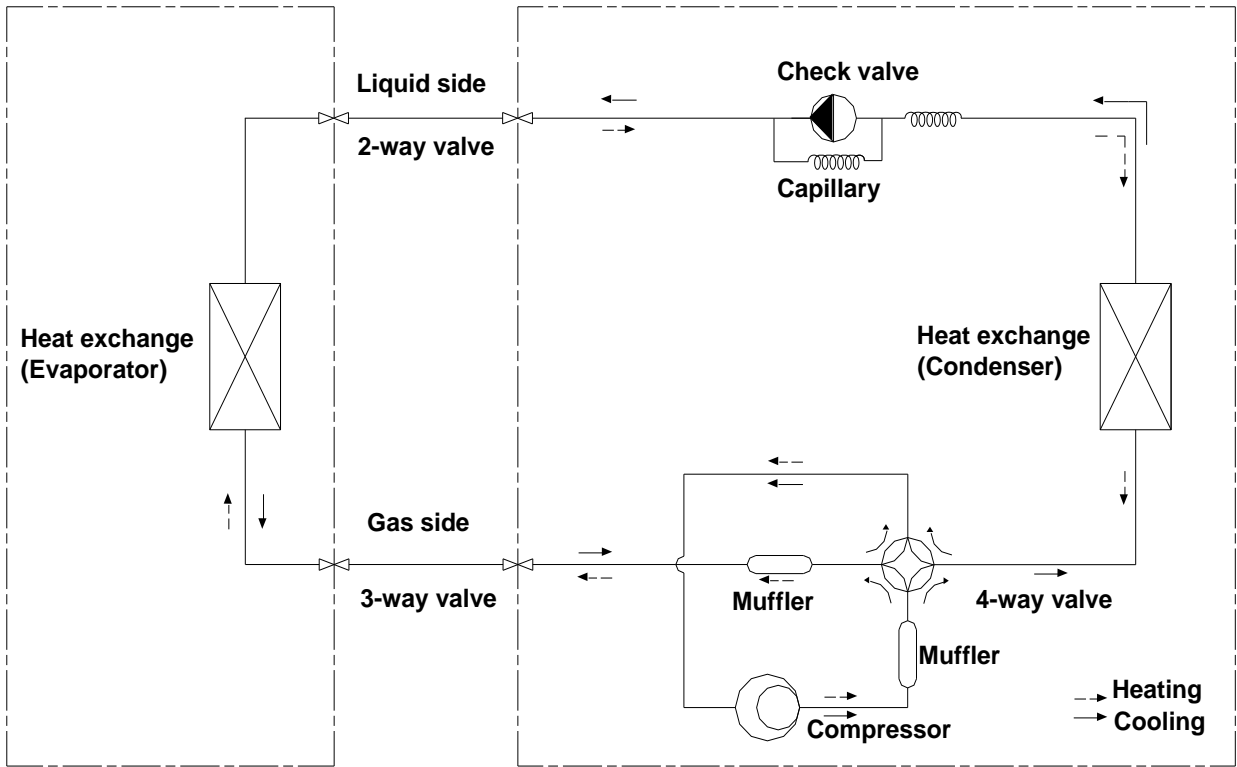 Liquid side
2-way valve
Check valve
Capillary
Heat exchange
(Evaporator)
Heat exchange
(Condenser)
Gas side
3-way valve
Muffler
4-way valve
Muffler
Compressor
Heating
Cooling